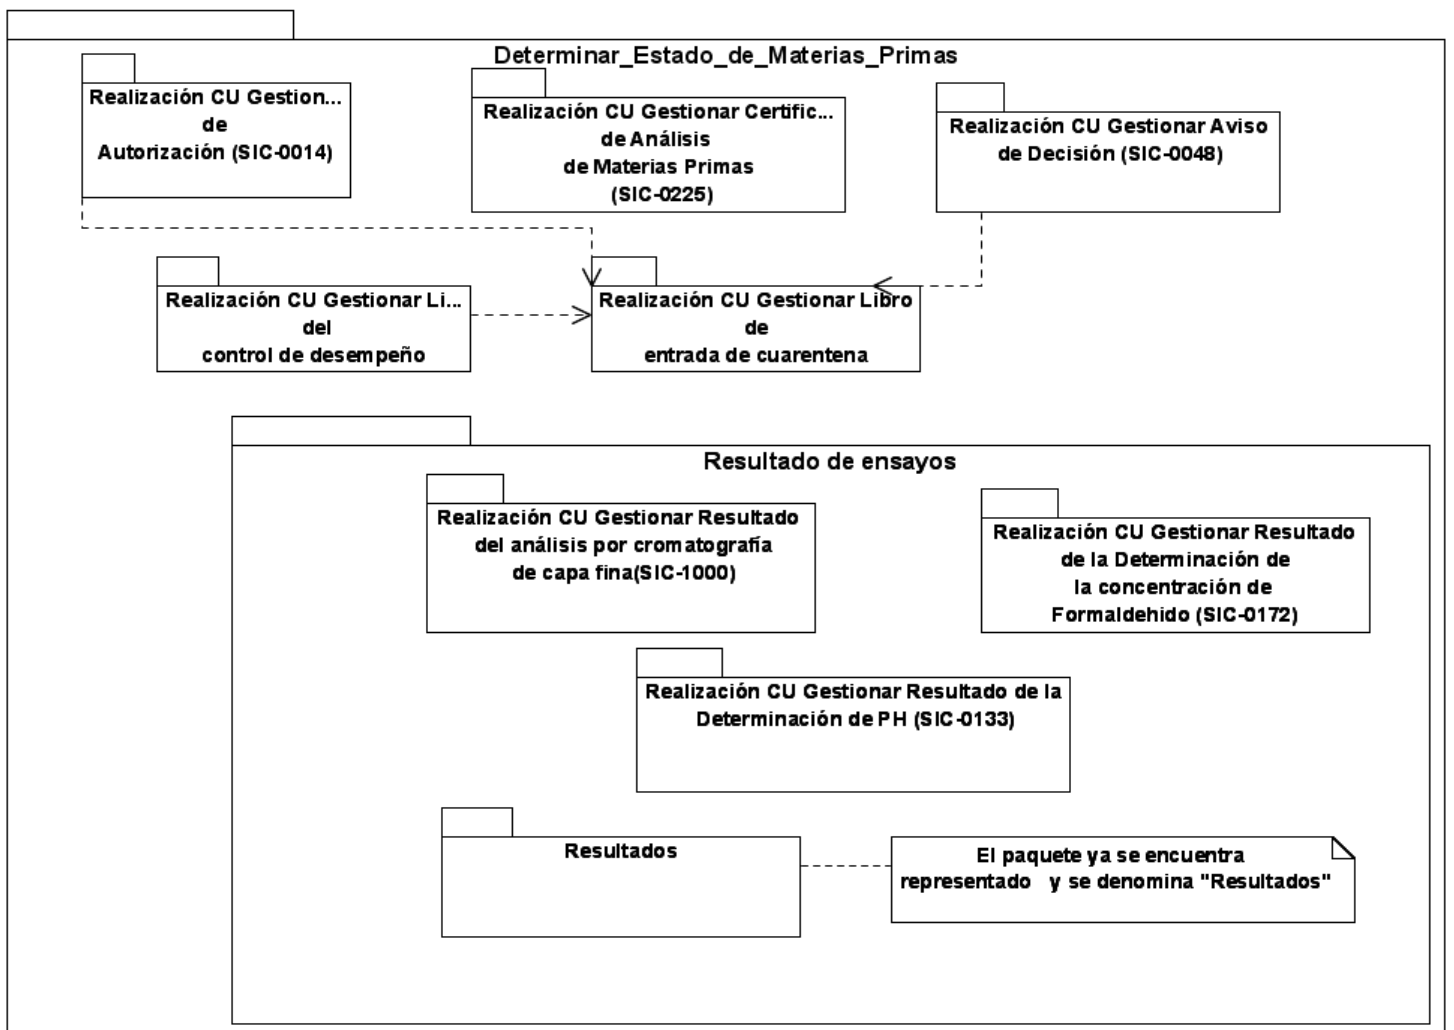 Determinar_Estado_de_Materias_Primas
Realización CU Gestion...
de
Autorización (SIC-0014)
Realización CU Gestionar Certific...
de Análisis
de Materias Primas
(SIC-0225)
Realización CU Gestionar Aviso
de Decisión (SIC-0048)
Realización CU Gestionar Li...
del
control de desempeño
Realización CU Gestionar Libro
de
entrada de cuarentena
Resultado de ensayos
Realización CU Gestionar Resultado
del análisis por cromatografía
de capa fina(SIC-1000)
Realización CU Gestionar Resultado
de la Determinación de
la concentración de
Formaldehido (SIC-0172)
Realización CU Gestionar Resultado de la
Determinación de PH (SIC-0133)
Resultados
El paquete ya se encuentra
representado y se denomina "Resultados"